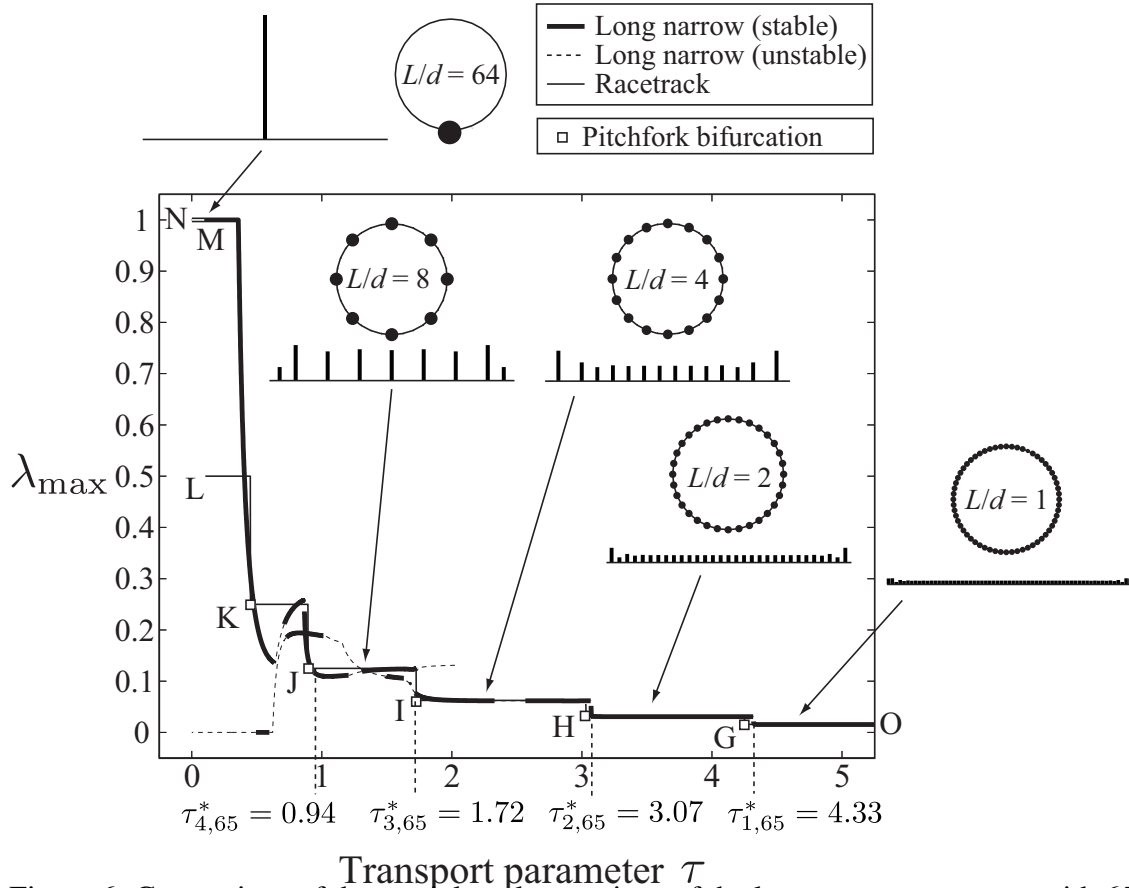 L/d = 64
Long narrow (stable)
Long narrow (unstable)
Racetrack
Pitchfork bifurcation
N
M
L
K
J
I
H
G
O
L/d = 8
L/d = 4
L/d = 2
L/d = 1
λmax
1
0.9
0.8
0.7
0.6
0.5
0.4
0.3
0.2
0.1
0
0 1 2 3 4 5
τ*4,65 = 0.94 τ*3,65 = 1.72 τ*2,65 = 3.07 τ*1,65 = 4.33
Transport parameter τ